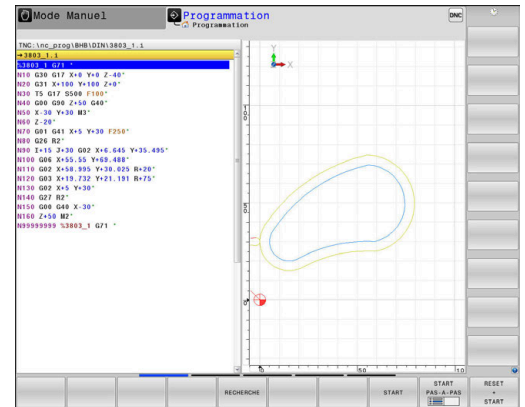 Mode Manuel
Programmation
Programmation
DNC
TNC:\nc_prog\BHB\DIN\3803_1.i
→3803_1.i
%3803_1 G71 *
N10 G30 G17 X+0 Y+0 Z-40*
N20 G31 X+100 Y+100 Z+0*
N30 T5 G17 S500 F100*
N40 G00 G90 Z+50 G40*
N50 X-30 Y+30 M3*
N60 Z-20*
N70 G01 G41 X+5 Y+30 F250*
N80 G26 R2*
N90 I+15 J+30 G02 X+6.645 Y+35.495*
N100 G06 X+55.55 Y+69.488*
N110 G02 X+58.995 Y+30.025 R+20*
N120 G03 X+19.732 Y+21.191 R+75*
N130 G02 X+5 Y+30*
N140 G27 R2*
N150 G00 G40 X-30*
N160 Z+50 M2*
N99999999 %3803_1 G71 *
Y
X
100
50
0
0
50
10
RECHERCHE
START
START
PAS-A-PAS
RESET
+
START